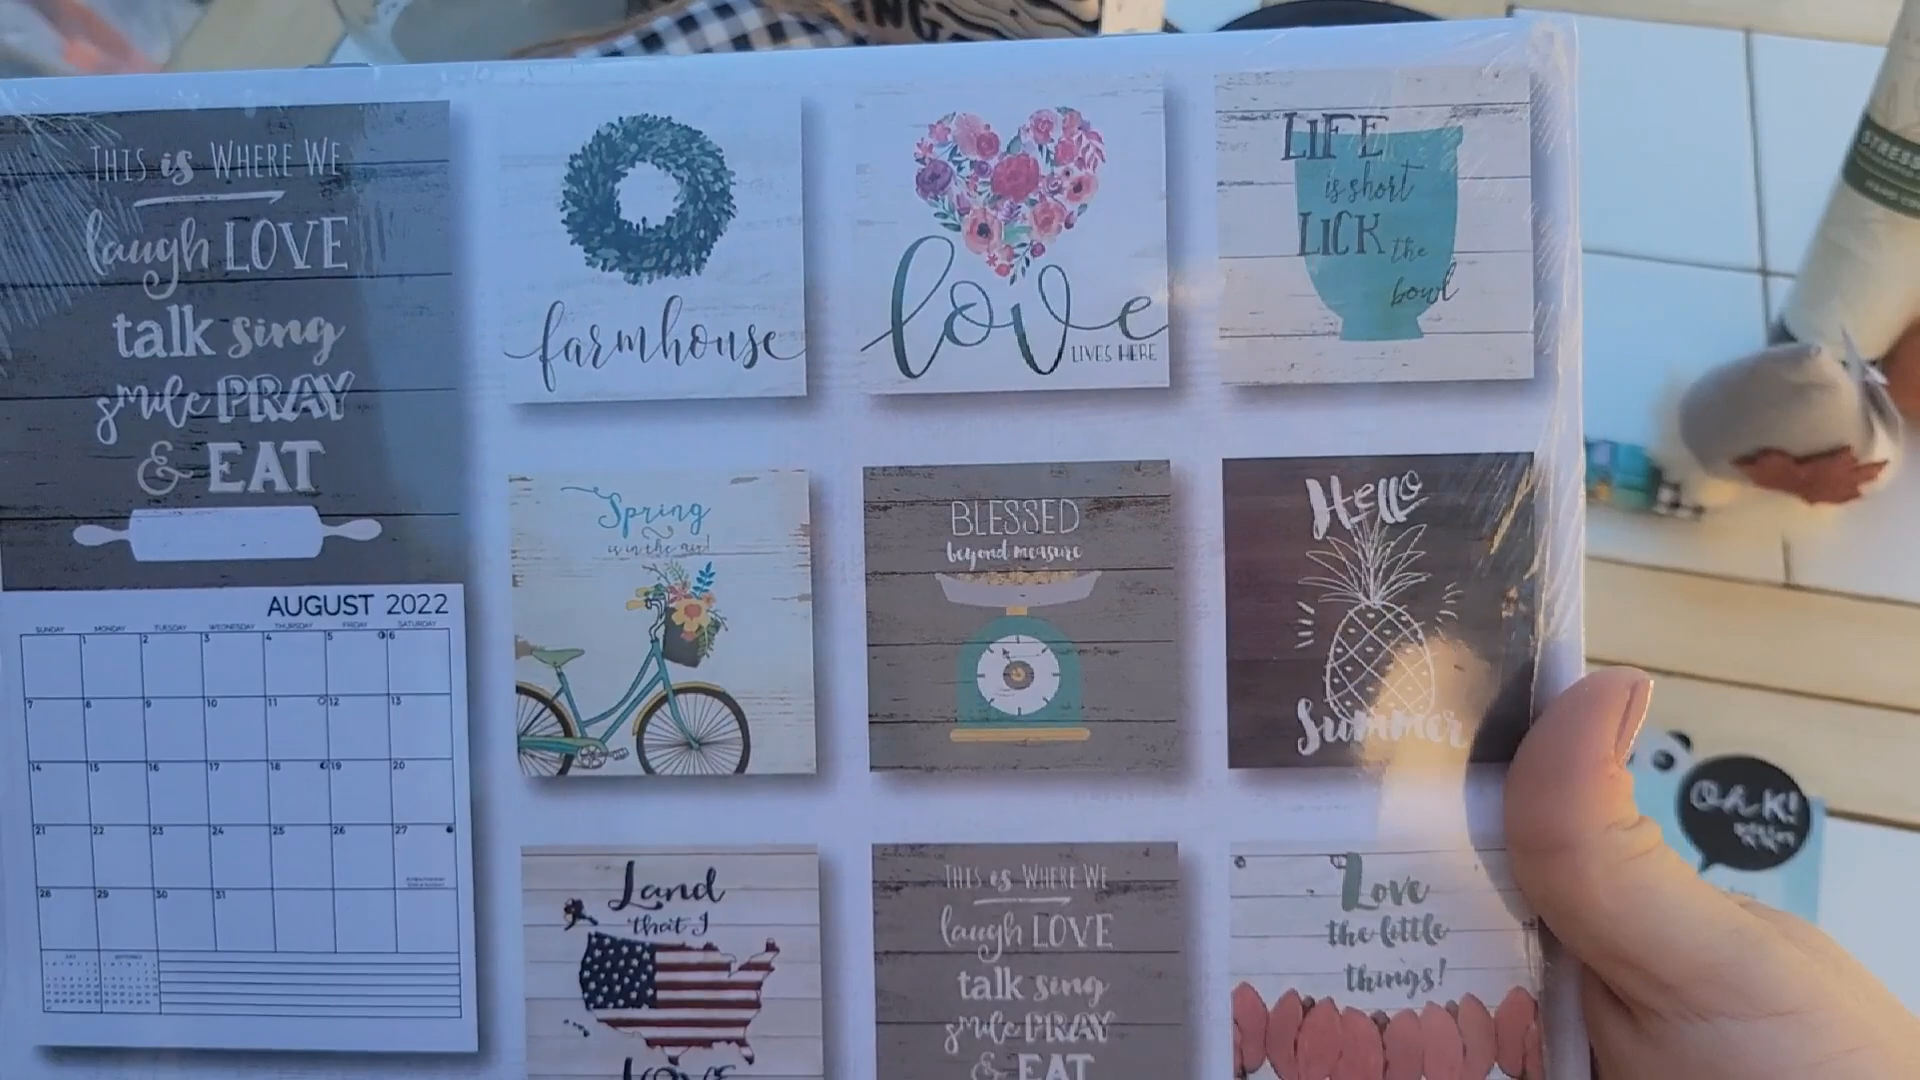 THIS is WHERE WE
laugh LOVE
talk sing
smile PRAY
& EAT
AUGUST 2022
SUNDAY MONDAY TUESDAY WEDNESDAY THURSDAY FRIDAY SATURDAY
1 2 3 4 5 6
7 8 9 10 11 12 13
14 15 16 17 18 19 20
21 22 23 24 25 26 27
28 29 30 31
farmhouse
love
LIVES HERE
LIFE
is short
LICK the
bowl
Spring
is in the air!
BLESSED
beyond measure
Hello
Summer
Land
that I
Love
THIS is WHERE WE
laugh LOVE
talk sing
smile PRAY
& EAT
Love
the little
things!
ING
STRESS
Oh K!